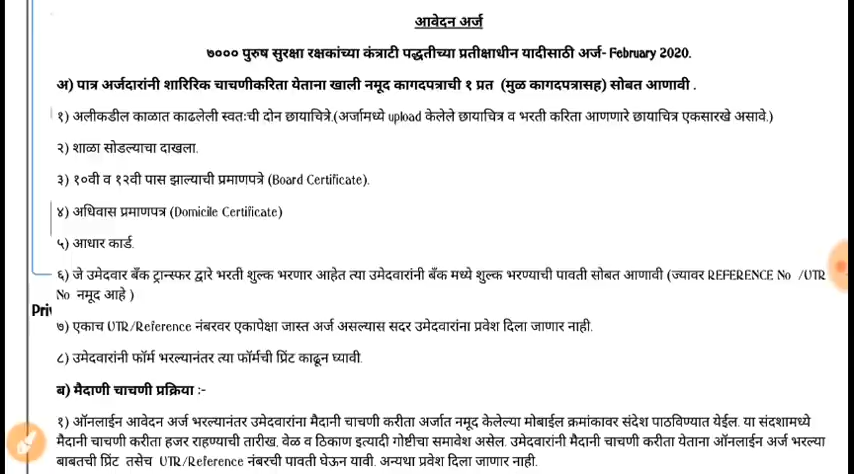 आवेदन अर्ज
७००० पुरुष सुरक्षा रक्षकांच्या कंत्राटी पद्धतीच्या प्रतीक्षाधीन यादीसाठी अर्ज- February 2020.
अ) पात्र अर्जदारांनी शारिरिक चाचणीकरिता येताना खाली नमूद कागदपत्राची १ प्रत (मुळ कागदपत्रासह) सोबत आणावी .
१) अलीकडील काळात काढलेली स्वतःची दोन छायाचित्रे.(अर्जामध्ये upload केलेले छायाचित्र व भरती करिता आणणारे छायाचित्र एकसारखे असावे.)
२) शाळा सोडल्याचा दाखला.
३) १०वी व १२वी पास झाल्याची प्रमाणपत्रे (Board Certificate).
४) अधिवास प्रमाणपत्र (Domicile Certificate)
५) आधार कार्ड.
६) जे उमेदवार बँक ट्रान्स्फर द्वारे भरती शुल्क भरणार आहेत त्या उमेदवारांनी बँक मध्ये शुल्क भरण्याची पावती सोबत आणावी (ज्यावर REFERENCE No /UTR
No नमूद आहे )
Priv
७) एकाच UTR/Reference नंबरवर एकापेक्षा जास्त अर्ज असल्यास सदर उमेदवारांना प्रवेश दिला जाणार नाही.
८) उमेदवारांनी फॉर्म भरल्यानंतर त्या फॉर्मची प्रिंट काढून घ्यावी.
ब) मैदाणी चाचणी प्रक्रिया :-
१) ऑनलाईन आवेदन अर्ज भरल्यानंतर उमेदवारांना मैदानी चाचणी करीता अर्जात नमूद केलेल्या मोबाईल क्रमांकावर संदेश पाठविण्यात येईल. या संदशामध्ये
मैदानी चाचणी करीता हजर राहण्याची तारीख, वेळ व ठिकाण इत्यादी गोष्टीचा समावेश असेल. उमेदवारांनी मैदानी चाचणी करीता येताना ऑनलाईन अर्ज भरल्या
बाबतची प्रिंट तसेच UTR/Reference नंबरची पावती घेऊन यावी. अन्यथा प्रवेश दिला जाणार नाही.